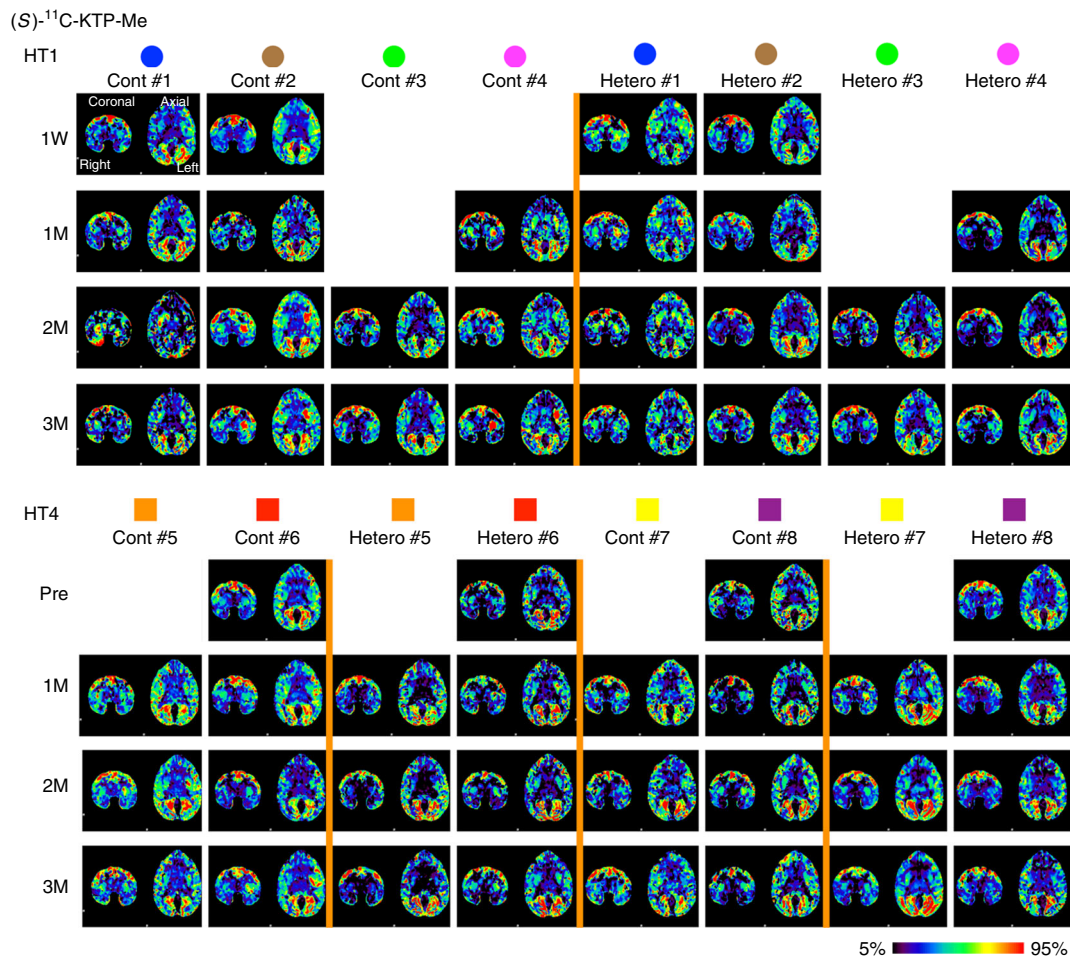 (S)-¹¹C-KTP-Me
HT1
Cont #1 Cont #2 Cont #3 Cont #4 Hetero #1 Hetero #2 Hetero #3 Hetero #4
Coronal Axial
1W
Right Left
1M
2M
3M
HT4
Cont #5 Cont #6 Hetero #5 Hetero #6 Cont #7 Cont #8 Hetero #7 Hetero #8
Pre
1M
2M
3M
5% 95%